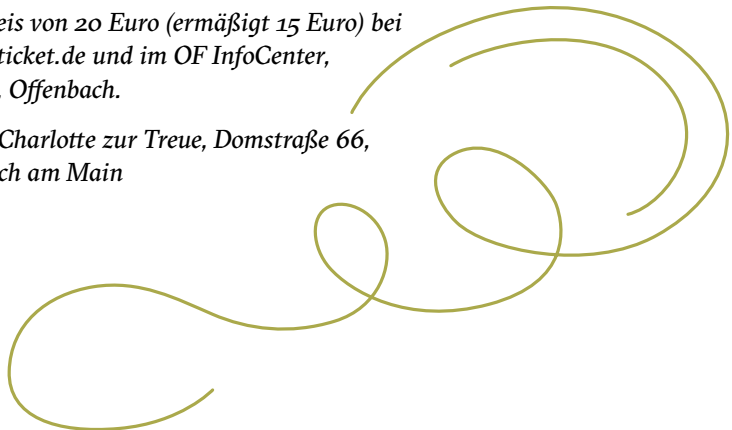 eis von 20 Euro (ermäßigt 15 Euro) bei
ticket.de und im OF InfoCenter,
, Offenbach.
Charlotte zur Treue, Domstraße 66,
ch am Main